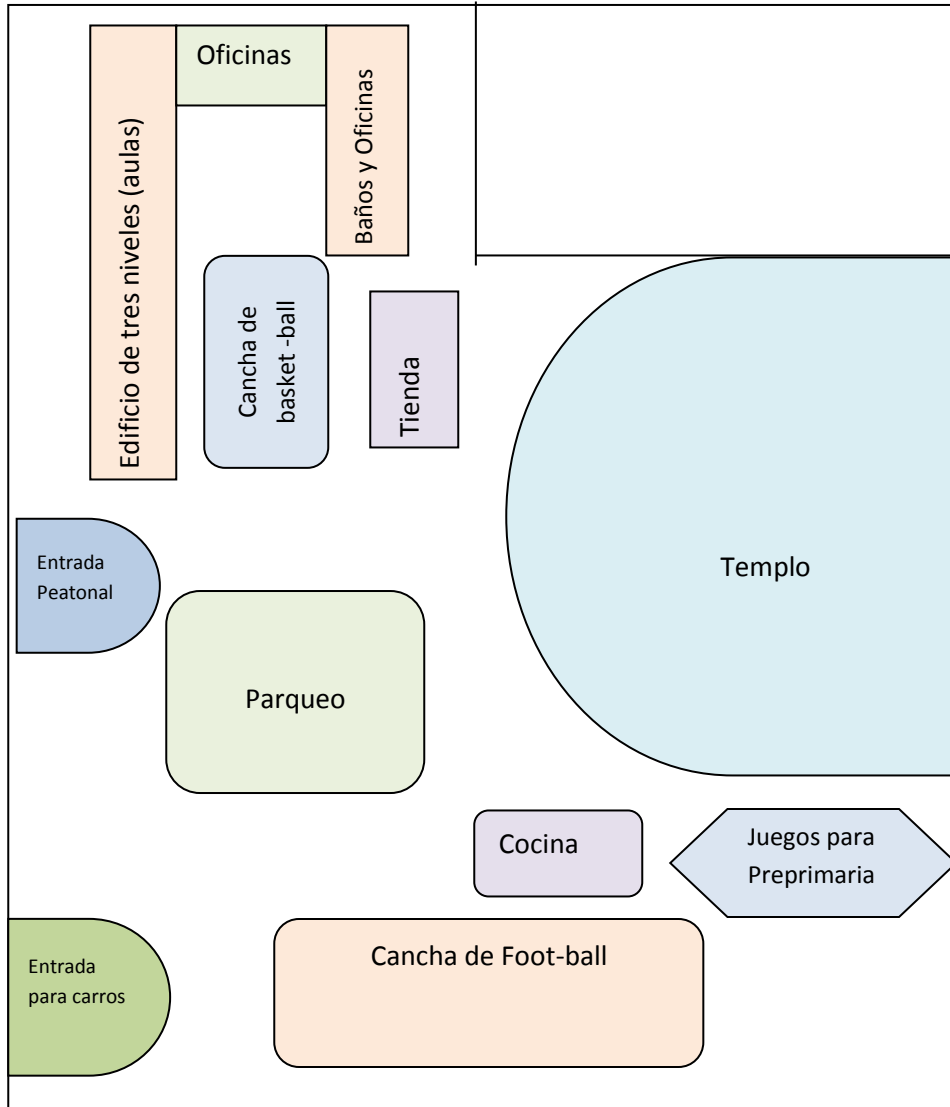 Oficinas
Edificio de tres niveles (aulas)
Baños y Oficinas
Cancha de
basket -ball
Tienda
Entrada
Peatonal
Templo
Parqueo
Cocina
Juegos para
Preprimaria
Cancha de Foot-ball
Entrada
para carros